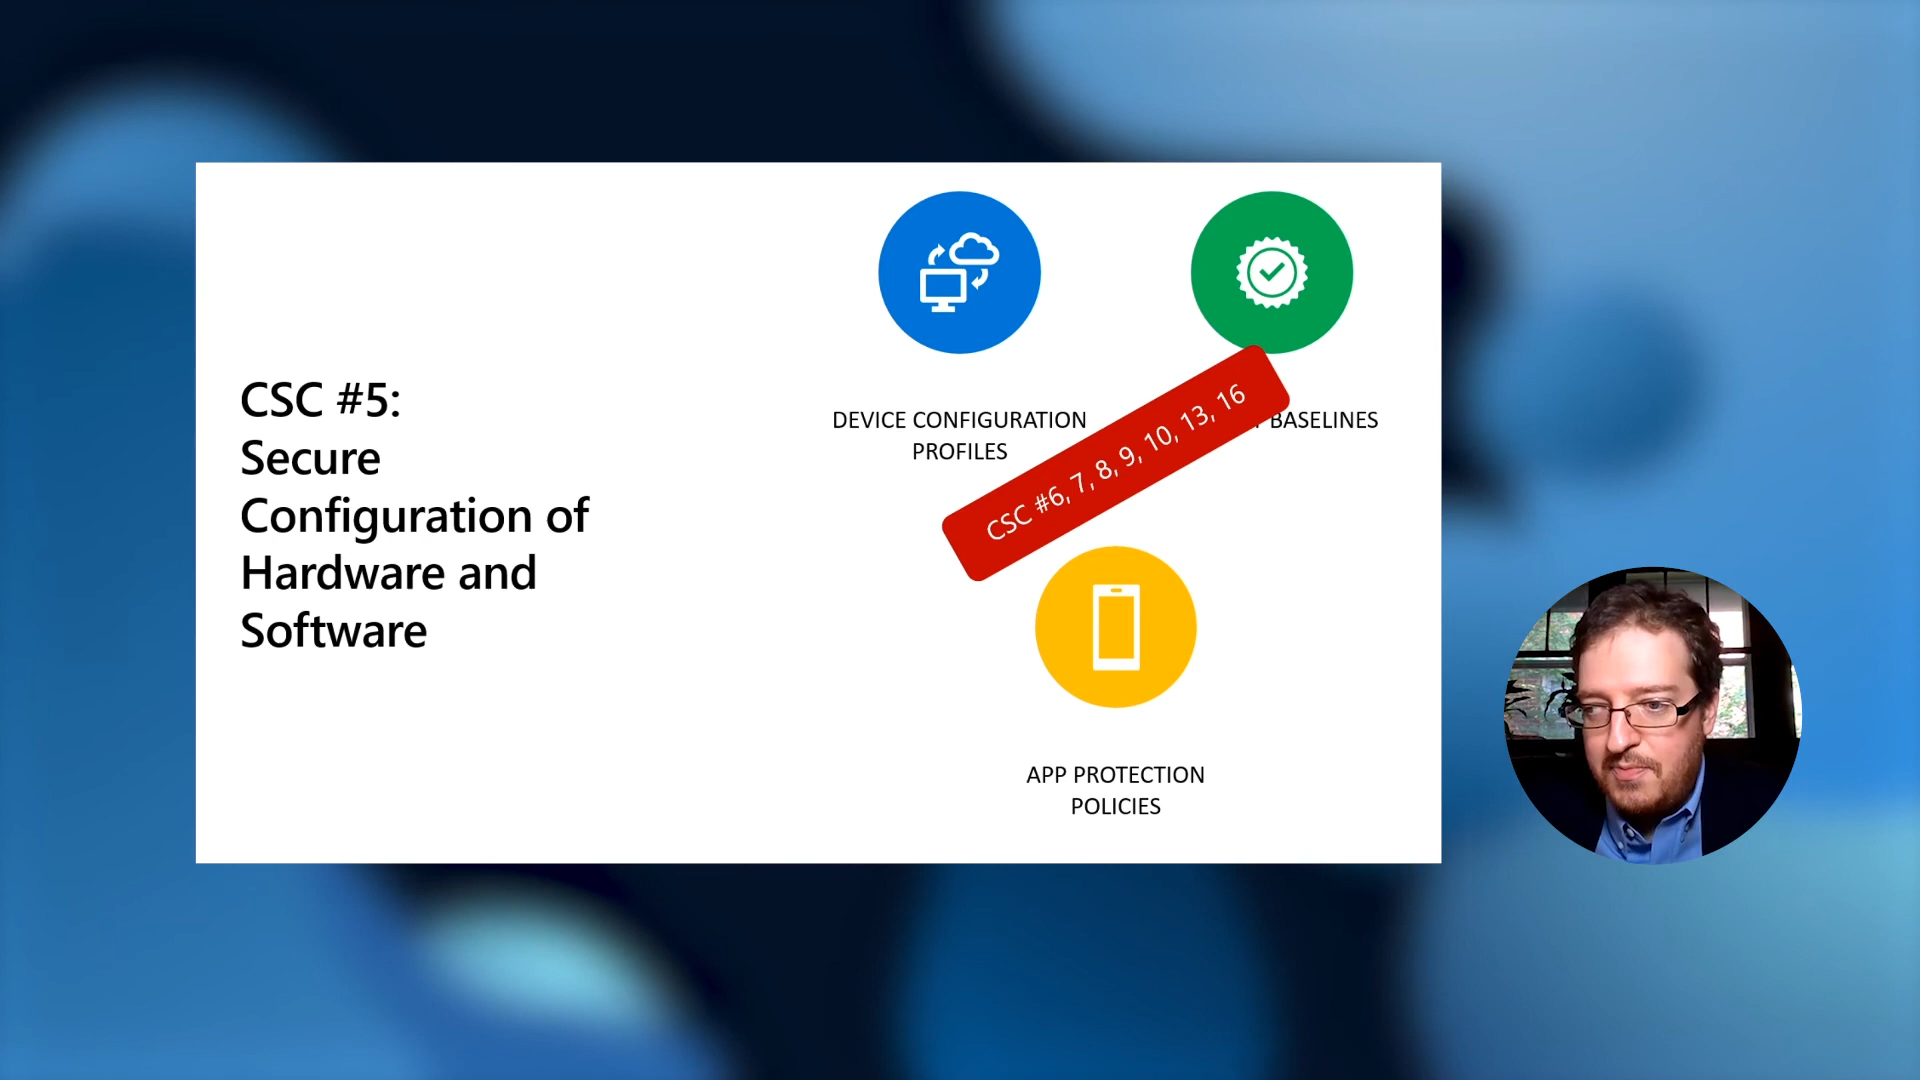 CSC #5:
Secure
Configuration of
Hardware and
Software
DEVICE CONFIGURATION
PROFILES
BASELINES
CSC #6, 7, 8, 9, 10, 13, 16
APP PROTECTION
POLICIES